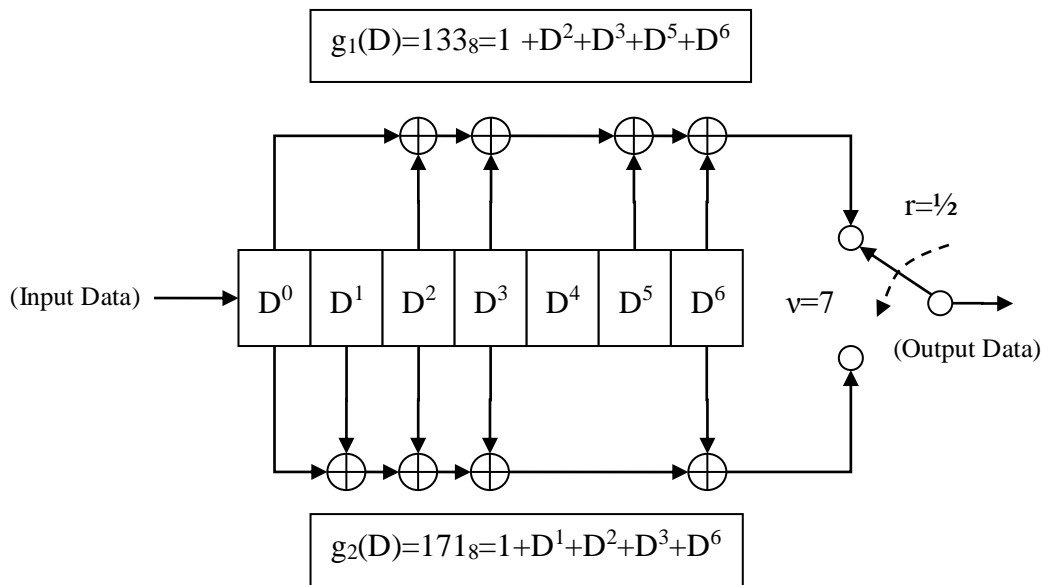 g₁(D)=133₈=1 +D²+D³+D⁵+D⁶
r=½
(Input Data)
D⁰ D¹ D² D³ D⁴ D⁵ D⁶
ν=7
(Output Data)
g₂(D)=171₈=1+D¹+D²+D³+D⁶